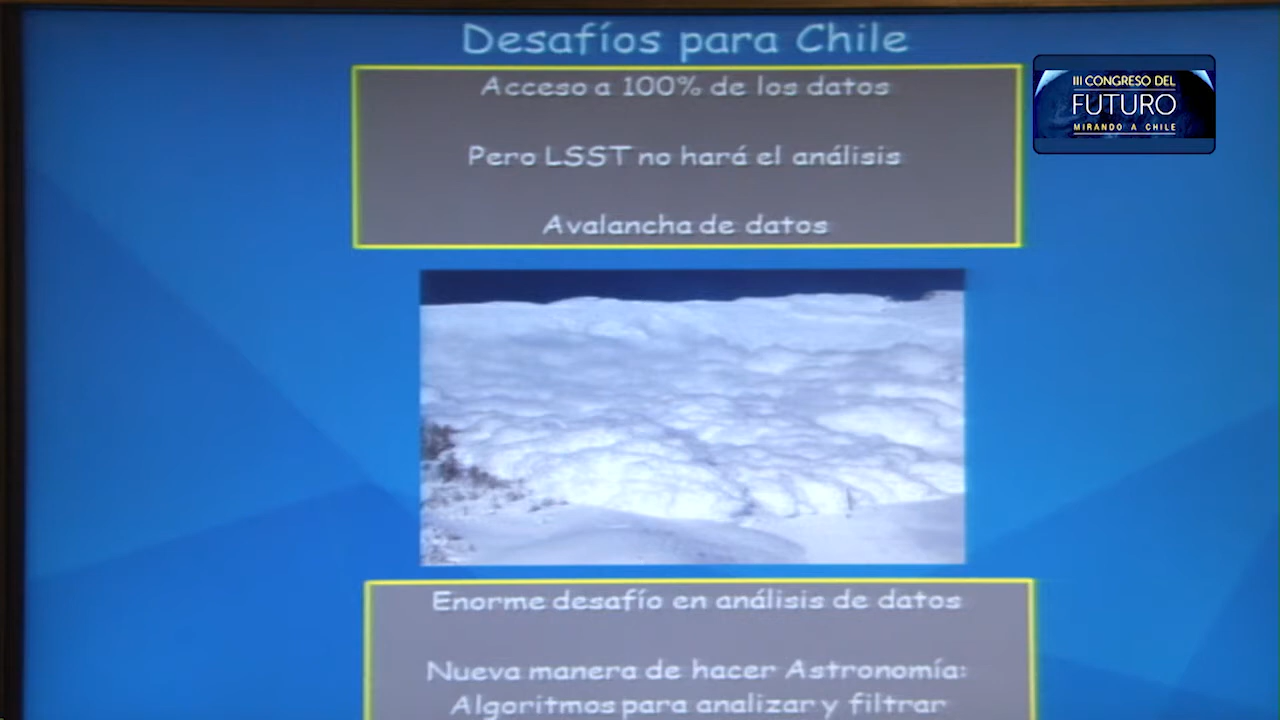 Desafíos para Chile
Acceso a 100% de los datos
Pero LSST no hará el análisis
Avalancha de datos
III CONGRESO DEL
FUTURO
MIRANDO A CHILE
Enorme desafío en análisis de datos
Nueva manera de hacer Astronomía:
Algoritmos para analizar y filtrar